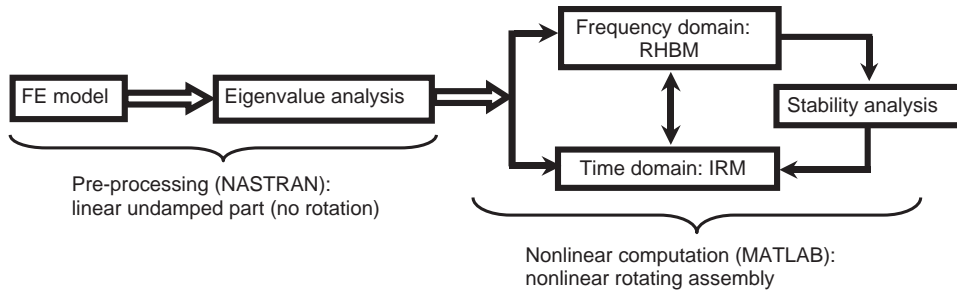 FE model
Eigenvalue analysis
Frequency domain:
RHBM
Stability analysis
Time domain: IRM
Pre-processing (NASTRAN):
linear undamped part (no rotation)
Nonlinear computation (MATLAB):
nonlinear rotating assembly